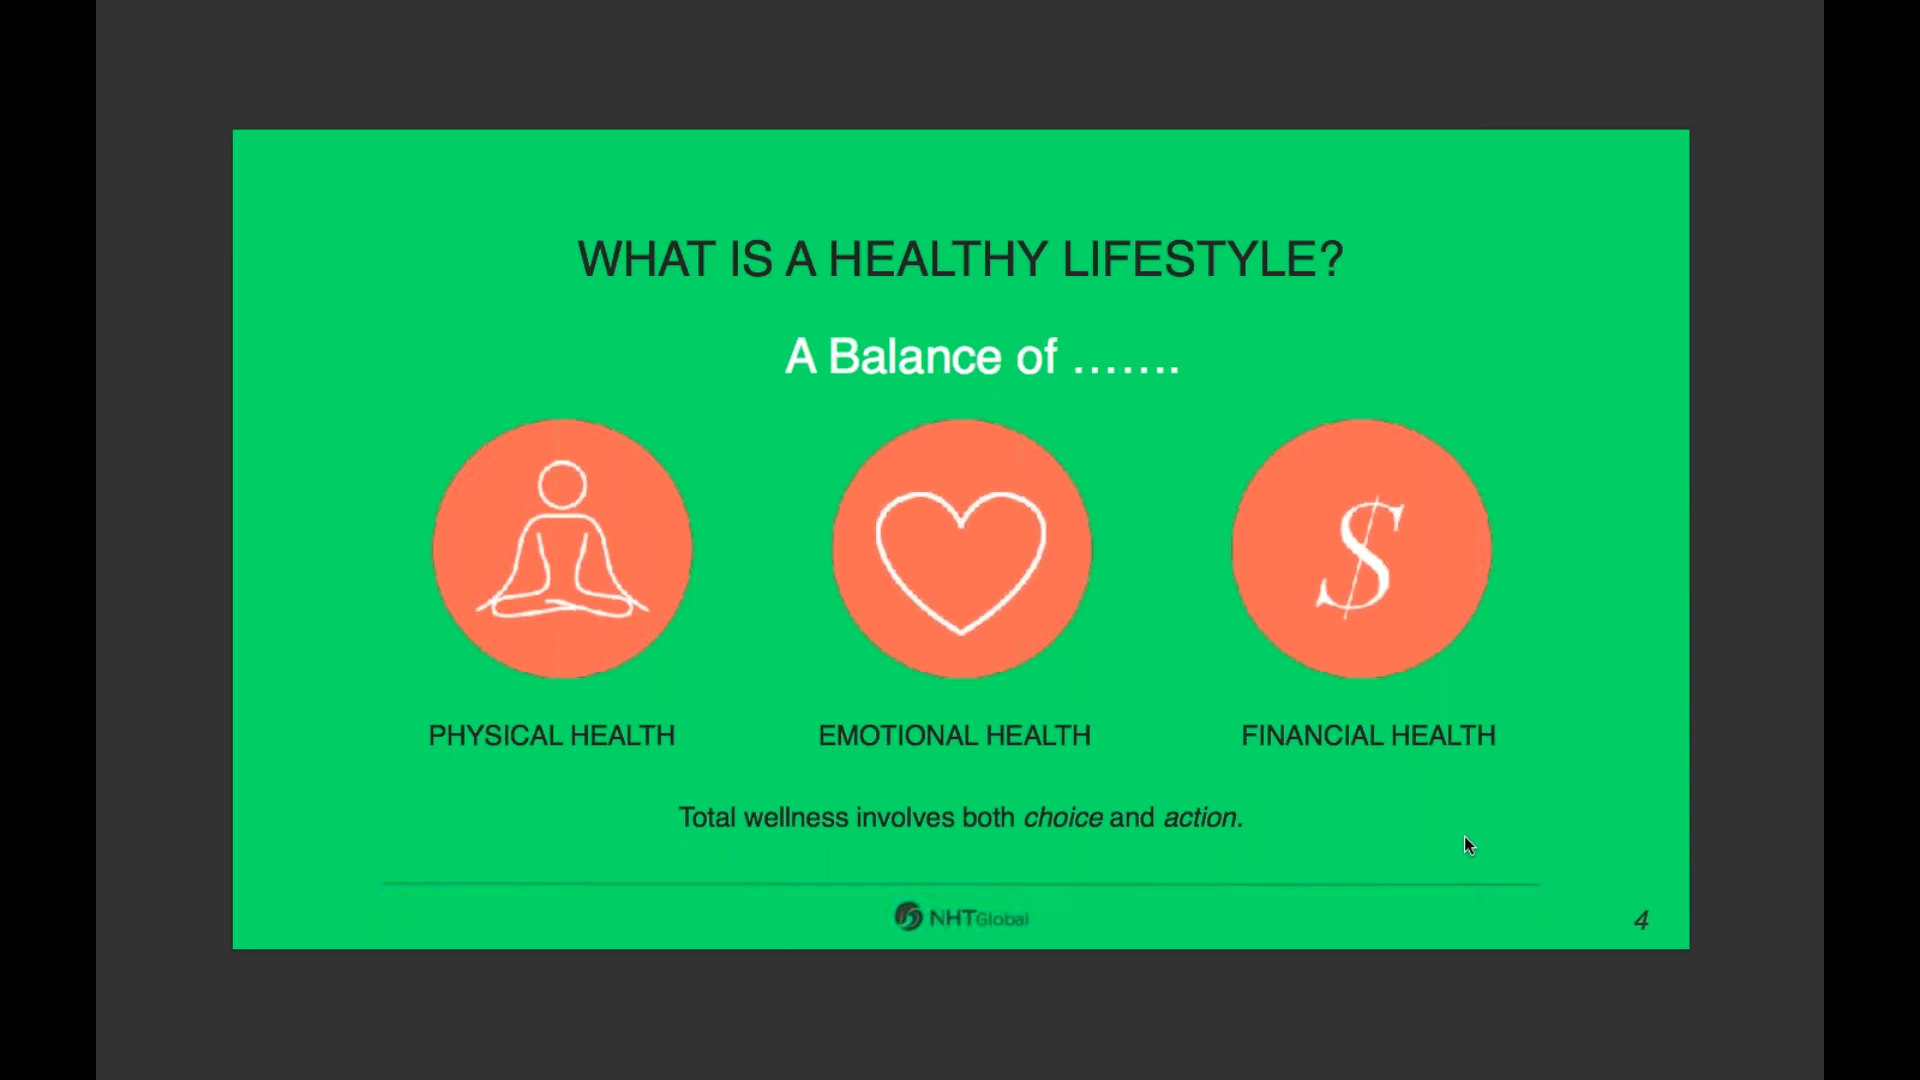 WHAT IS A HEALTHY LIFESTYLE?
A Balance of .......
$
PHYSICAL HEALTH
EMOTIONAL HEALTH
FINANCIAL HEALTH
Total wellness involves both choice and action.
NHTGlobal
4